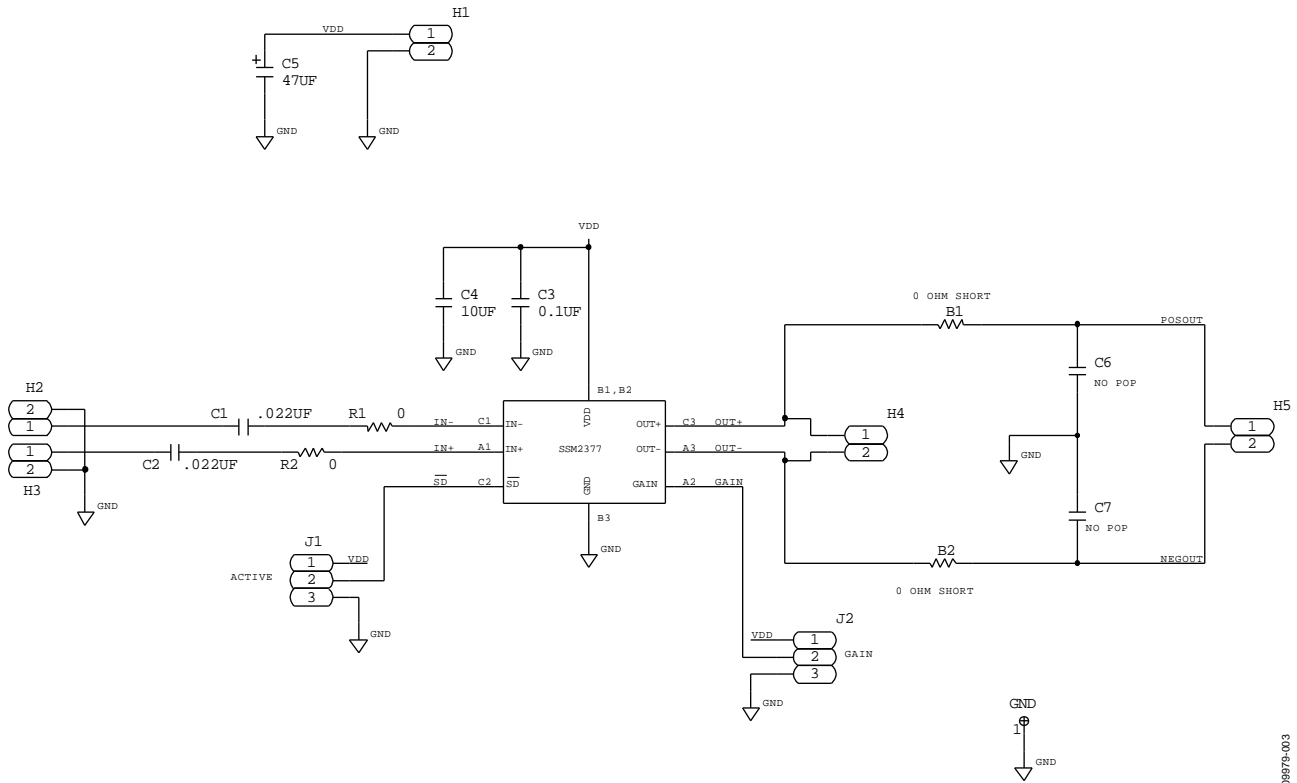 H1
VDD
1
2
+
C5
47UF
GND
GND
VDD
C4
10UF
C3
0.1UF
GND
GND
0 OHM SHORT
B1
POSOUT
C6
NO POP
B1,B2
H2
2
1
C1 .022UF
R1 0
IN- C1 IN-
VDD
OUT+ C3 OUT+
H4
1
2
H5
1
2
1
2
H3
C2 .022UF
R2 0
IN+ A1 IN+
SSM2377
OUT- A3 OUT-
GND
SD C2 SD
GND
GAIN A2 GAIN
GND
B3
GND
C7
NO POP
B2
NEGOUT
0 OHM SHORT
J1
ACTIVE
1
2
3
VDD
GND
J2
VDD
1
2
3
GAIN
GND
GND
1
GND
09979-003